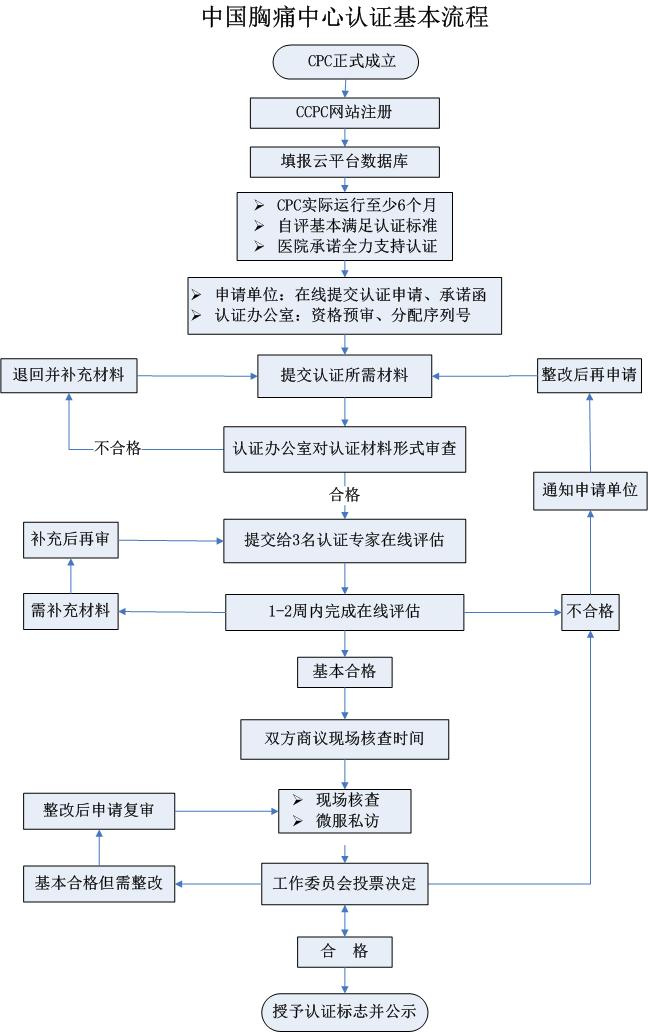 中国胸痛中心认证基本流程
CPC正式成立
CCPC网站注册
填报云平台数据库
CPC实际运行至少6个月
自评基本满足认证标准
医院承诺全力支持认证
申请单位：在线提交认证申请、承诺函
认证办公室：资格预审、分配序列号
退回并补充材料
提交认证所需材料
整改后再申请
不合格
认证办公室对认证材料形式审查
合格
通知申请单位
补充后再审
提交给3名认证专家在线评估
需补充材料
1-2周内完成在线评估
不合格
基本合格
双方商议现场核查时间
整改后申请复审
现场核查
微服私访
基本合格但需整改
工作委员会投票决定
合 格
授予认证标志并公示